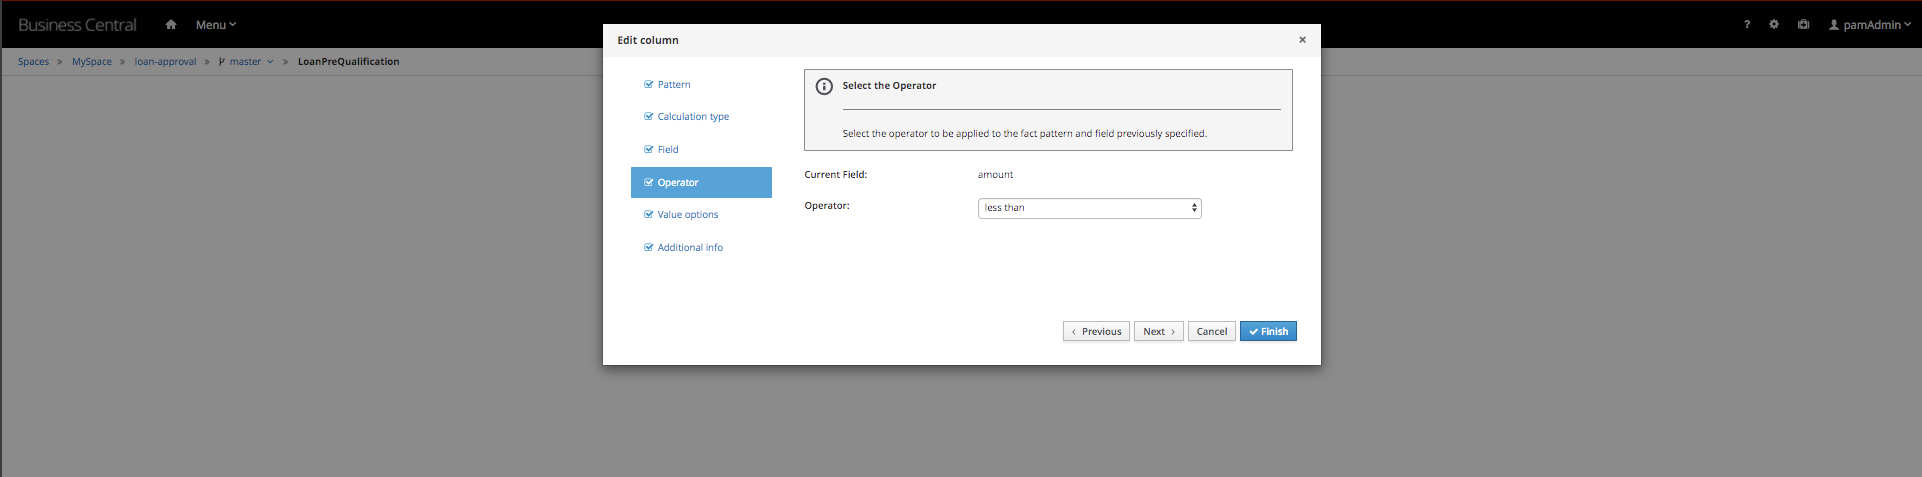 Business Central Menu ? pamAdmin
Spaces » MySpace » loan-approval » master » LoanPreQualification
Edit column ×
Pattern
Calculation type
Field
Operator
Value options
Additional info
Select the Operator
Select the operator to be applied to the fact pattern and field previously specified.
Current Field: amount
Operator: less than
‹ Previous Next › Cancel Finish